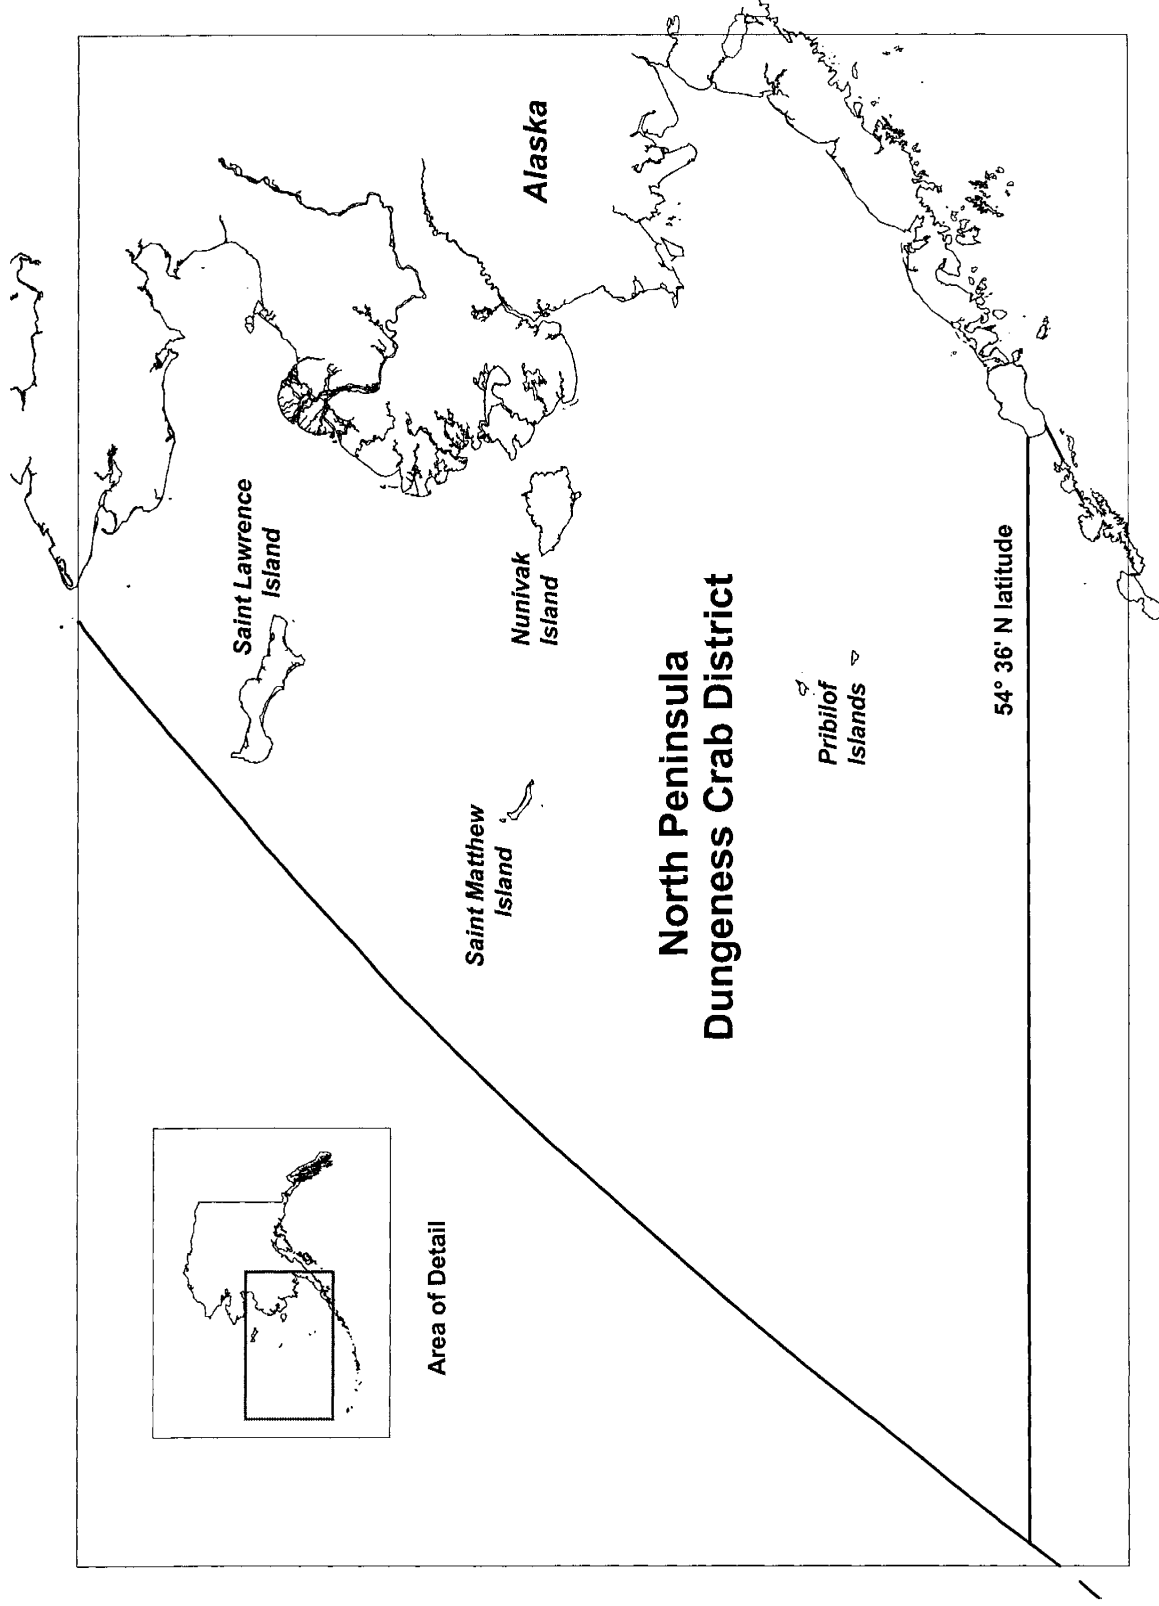 Alaska
Saint Lawrence
Island
Nunivak
Island
Saint Matthew
Island
North Peninsula
Dungeness Crab District
Pribilof
Islands
54° 36' N latitude
Area of Detail